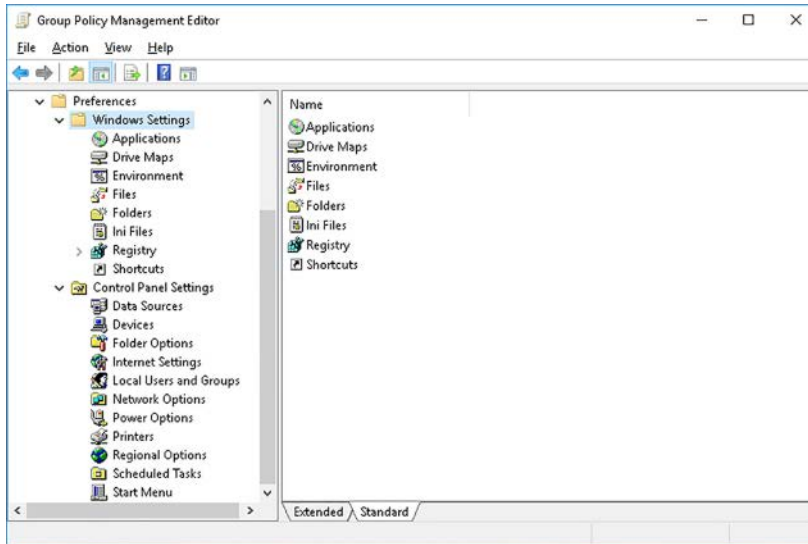 Group Policy Management Editor
File Action View Help
Preferences
Windows Settings
Applications
Drive Maps
Environment
Files
Folders
Ini Files
Registry
Shortcuts
Control Panel Settings
Data Sources
Devices
Folder Options
Internet Settings
Local Users and Groups
Network Options
Power Options
Printers
Regional Options
Scheduled Tasks
Start Menu
Name
Applications
Drive Maps
Environment
Files
Folders
Ini Files
Registry
Shortcuts
Extended Standard